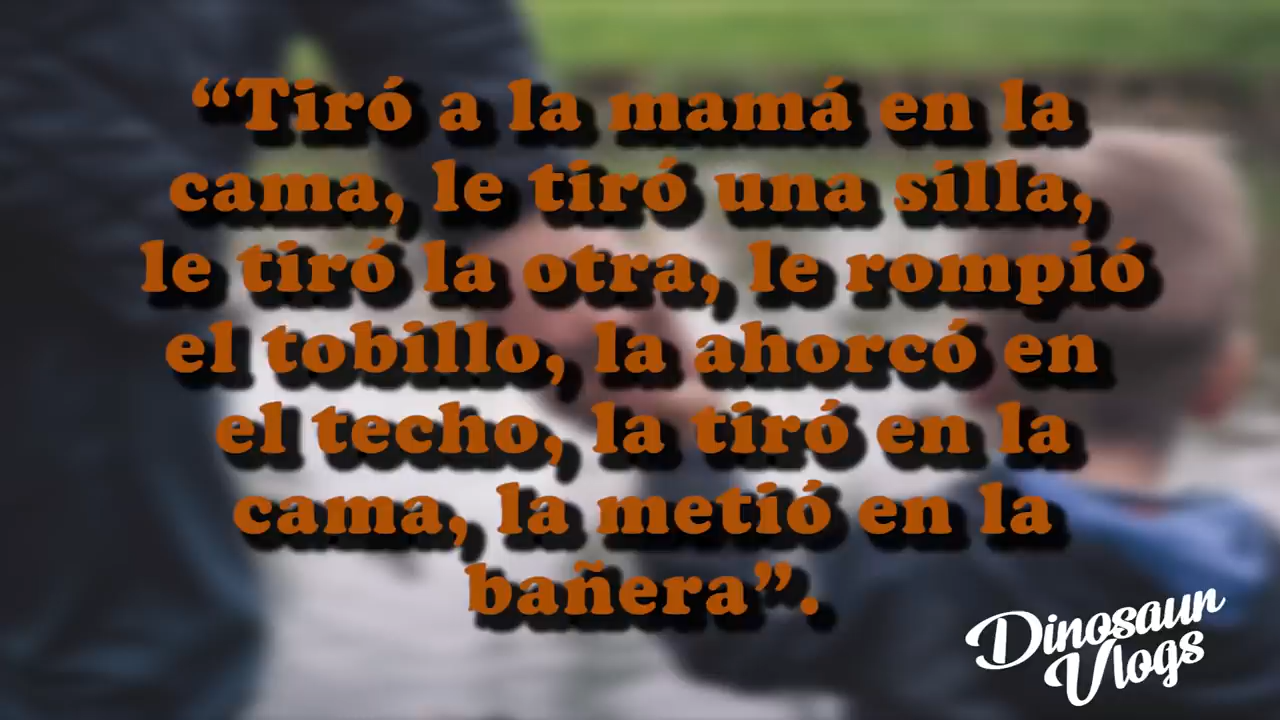 “Tiró a la mamá en la
cama, le tiró una silla,
le tiró la otra, le rompió
el tobillo, la ahorcó en
el techo, la tiró en la
cama, la metió en la
bañera”.
Dinosaur
Vlogs